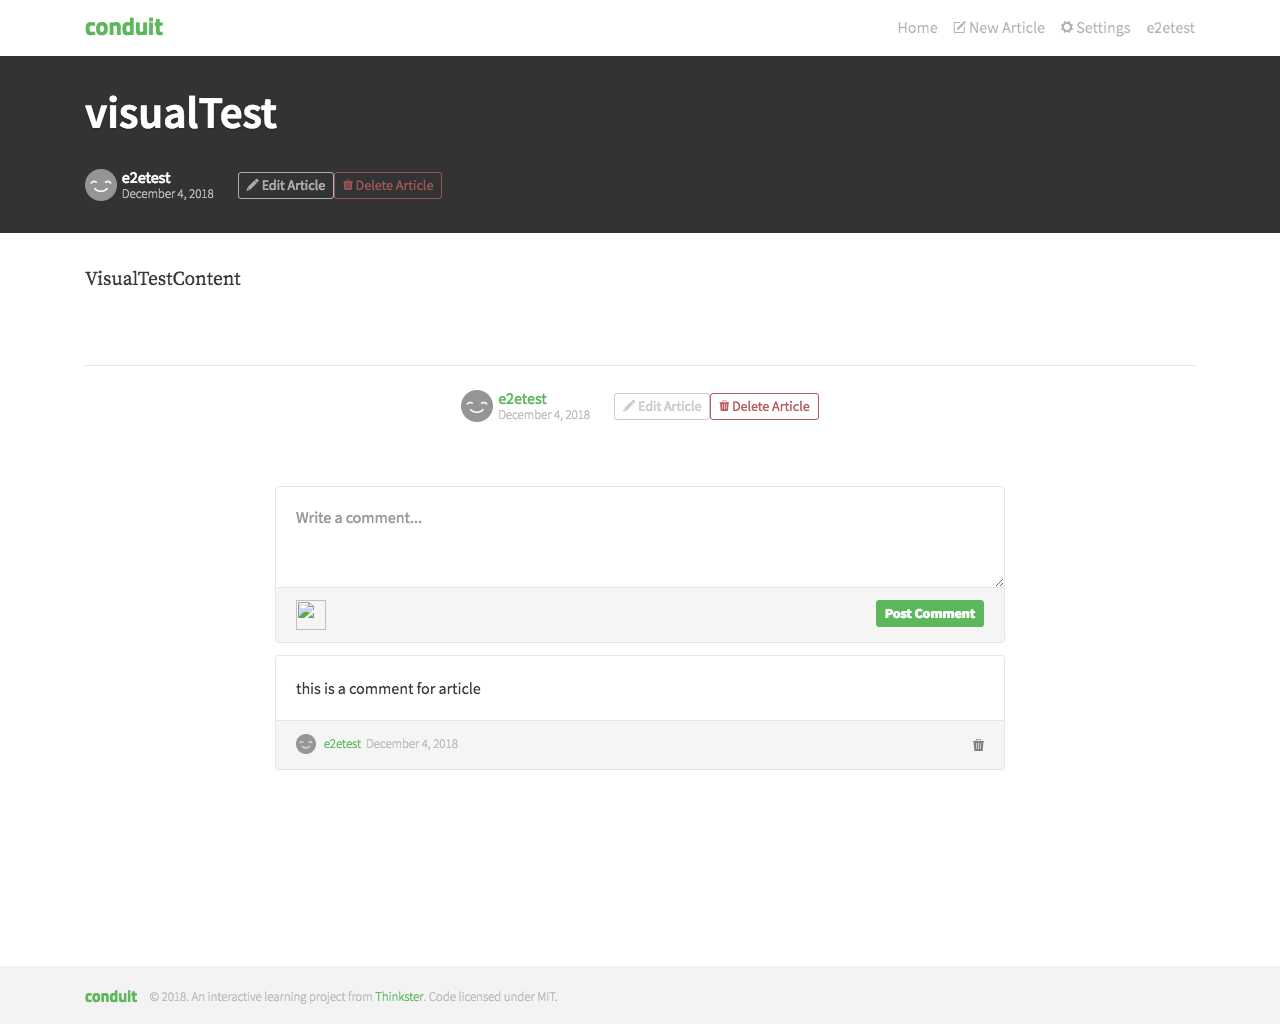 conduit
Home New Article Settings e2etest
visualTest
e2etest
December 4, 2018
Edit Article Delete Article
VisualTestContent
e2etest
December 4, 2018
Edit Article Delete Article
Write a comment...
Post Comment
this is a comment for article
e2etest December 4, 2018
conduit © 2018. An interactive learning project from Thinkster. Code licensed under MIT.